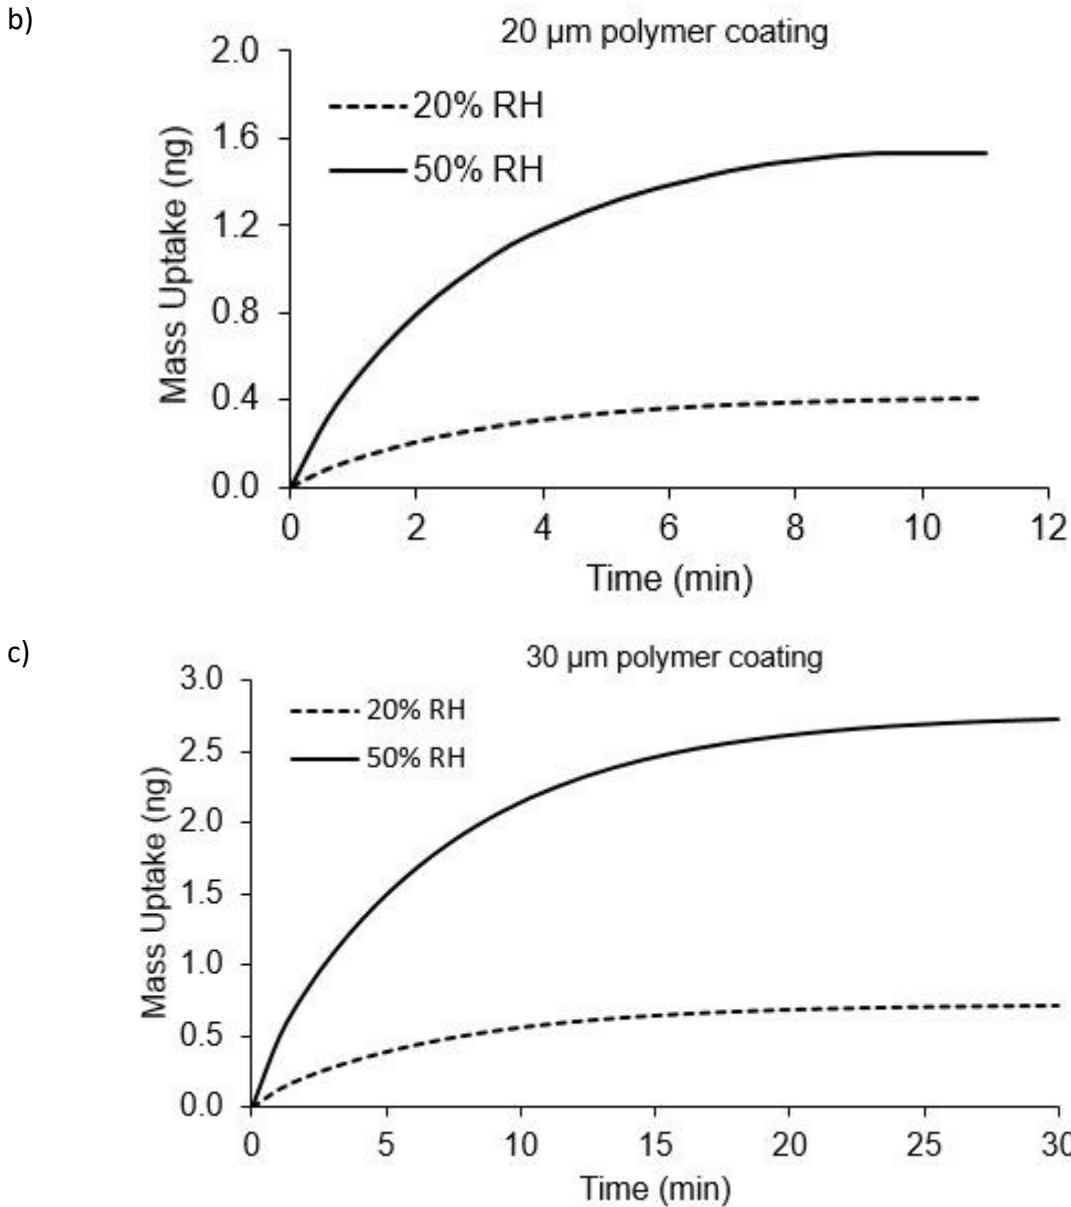 b)
20 µm polymer coating
2.0
20% RH
1.6
50% RH
1.2
Mass Uptake (ng)
0.8
0.4
0.0
0 2 4 6 8 10 12
Time (min)
c)
30 µm polymer coating
3.0
20% RH
50% RH
2.5
2.0
Mass Uptake (ng)
1.5
1.0
0.5
0.0
0 5 10 15 20 25 30
Time (min)